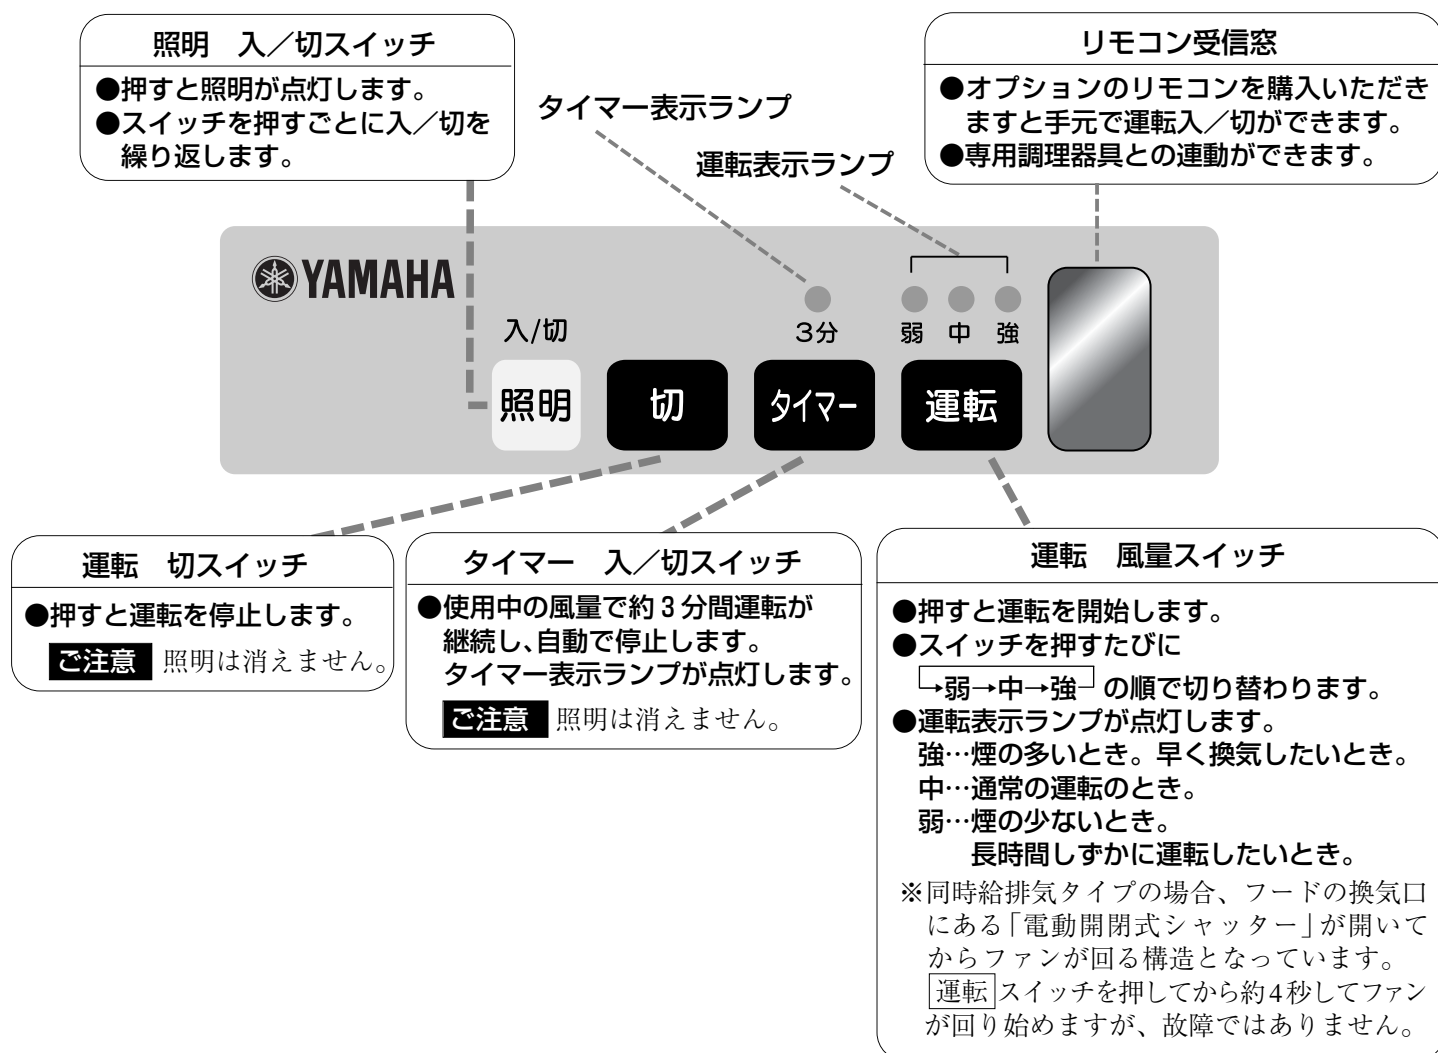 照明　入／切スイッチ
●押すと照明が点灯します。
●スイッチを押すごとに入／切を
繰り返します。
タイマー表示ランプ
運転表示ランプ
リモコン受信窓
●オプションのリモコンを購入いただき
ますと手元で運転入／切ができます。
●専用調理器具との連動ができます。
YAMAHA
入/切
3分
弱 中 強
照明
切
タイマー
運転
運転　切スイッチ
●押すと運転を停止します。
ご注意 照明は消えません。
タイマー　入／切スイッチ
●使用中の風量で約3分間運転が
継続し、自動で停止します。
タイマー表示ランプが点灯します。
ご注意 照明は消えません。
運転　風量スイッチ
●押すと運転を開始します。
●スイッチを押すたびに
→弱→中→強 の順で切り替わります。
●運転表示ランプが点灯します。
強…煙の多いとき。早く換気したいとき。
中…通常の運転のとき。
弱…煙の少ないとき。
長時間しずかに運転したいとき。
※同時給排気タイプの場合、フードの換気口
にある「電動開閉式シャッター」が開いて
からファンが回る構造となっています。
運転スイッチを押してから約4秒してファン
が回り始めますが、故障ではありません。